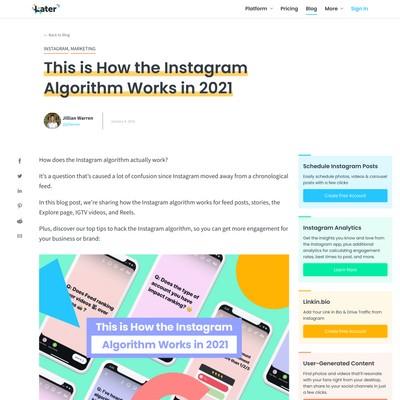 Later
Platform
Pricing
Blog
More
Sign In
← Back to Blog
INSTAGRAM, MARKETING
This is How the Instagram
Algorithm Works in 2021
Jillian Warren
How does the Instagram algorithm actually work?
It's a question that's caused a lot of confusion since Instagram moved away from a chronological
feed.
In this blog post, we're sharing how the Instagram algorithm works for feed posts, stories, the
Explore page, IGTV videos, and Reels.
Plus, discover our top tips to hack the Instagram algorithm, so you can get more engagement for
your business or brand:
Schedule Instagram Posts
Easily schedule photos, videos & carousel
posts with a few clicks
Create Free Account
Instagram Analytics
Get the insights you know and love from
the Instagram app, plus additional
analytics for calculating engagement
rates, best time to post, and more.
Learn More
Linkin.bio
Add Your Link in Bio & Drive Traffic from
Instagram
Create Free Account
User-Generated Content
Find photos and videos that'll resonate
with your fans right from your desktop,
then share to your social channels in just
a few clicks.
Q: Does Feed ranking
Q: Does the type of
account you have
impact ranking?
This is How the Instagram
Algorithm Works in 2021